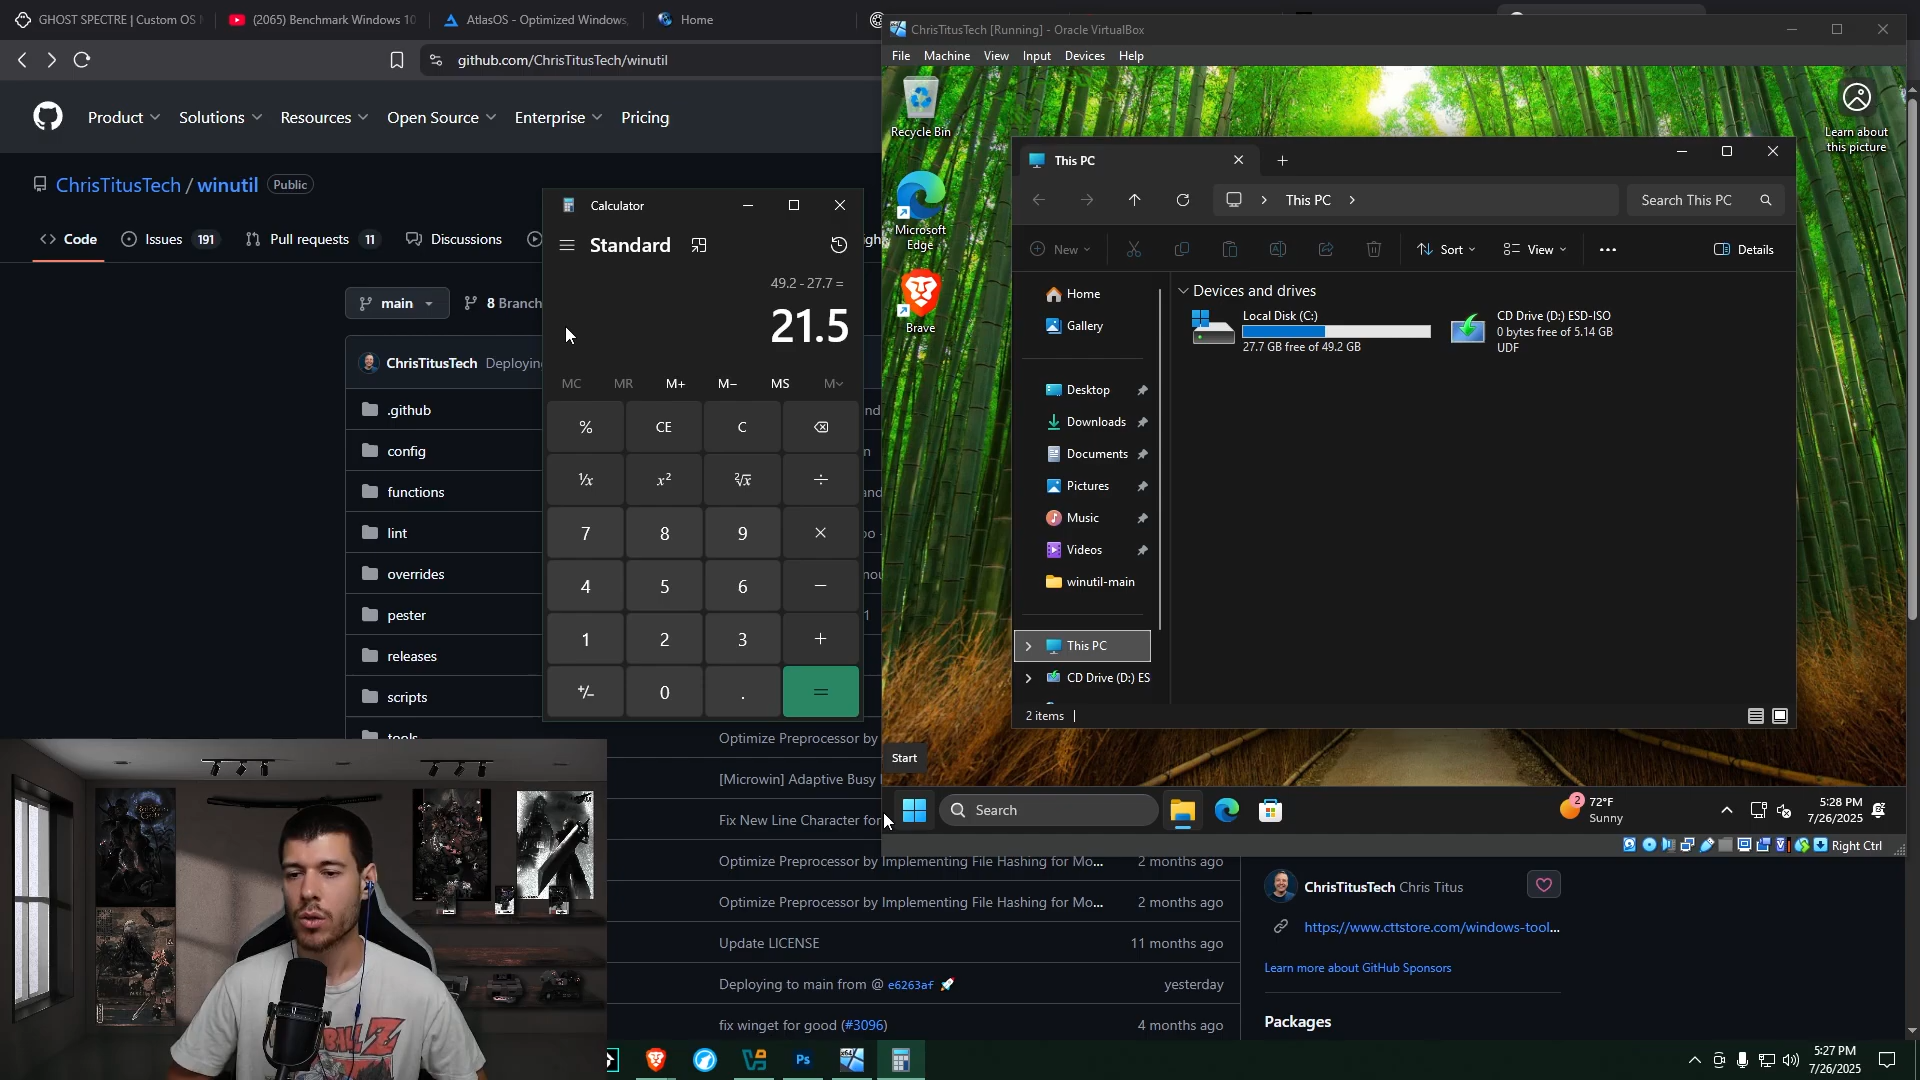 GHOST SPECTRE | Custom OS
(2065) Benchmark Windows 10
AtlasOS - Optimized Windows,
Home
github.com/ChrisTitusTech/winutil
Product
Solutions
Resources
Open Source
Enterprise
Pricing
ChrisTitusTech / winutil
Public
Code
Issues 191
Pull requests 11
Discussions
main
8 Branch
ChrisTitusTech Deploying
.github
config
functions
lint
overrides
pester
releases
scripts
tools
Calculator
Standard
49.2 - 27.7 =
21.5
MC MR M+ M− MS M
% CE C
⅟x x² ²√x ÷
7 8 9 ×
4 5 6 −
1 2 3 +
+/− 0 . =
Optimize Preprocessor by
[Microwin] Adaptive Busy
Fix New Line Character for
Optimize Preprocessor by Implementing File Hashing for Mo... 2 months ago
Optimize Preprocessor by Implementing File Hashing for Mo... 2 months ago
Update LICENSE 11 months ago
Deploying to main from @ e6263af 🚀 yesterday
fix winget for good (#3096) 4 months ago
ChrisTitusTech [Running] - Oracle VirtualBox
File Machine View Input Devices Help
Recycle Bin
Microsoft
Edge
Brave
Learn about
this picture
This PC
This PC
Search This PC
New
Sort
View
Details
Home
Gallery
Desktop
Downloads
Documents
Pictures
Music
Videos
winutil-main
This PC
CD Drive (D:) ES
Devices and drives
Local Disk (C:)
27.7 GB free of 49.2 GB
CD Drive (D:) ESD-ISO
0 bytes free of 5.14 GB
UDF
2 items
Start
Search
2
72°F
Sunny
5:28 PM
7/26/2025
Right Ctrl
ChrisTitusTech Chris Titus
https://www.cttstore.com/windows-tool...
Learn more about GitHub Sponsors
Packages
Ps
5:27 PM
7/26/2025